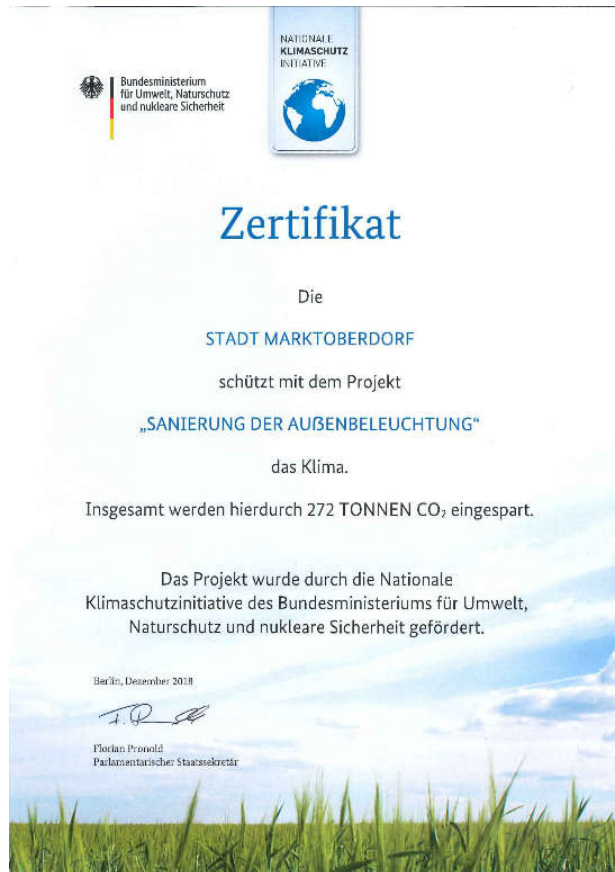 Bundesministerium
für Umwelt, Naturschutz
und nukleare Sicherheit
NATIONALE
KLIMASCHUTZ
INITIATIVE
Zertifikat
Die
STADT MARKTOBERDORF
schützt mit dem Projekt
„SANIERUNG DER AUẞENBELEUCHTUNG“
das Klima.
Insgesamt werden hierdurch 272 TONNEN CO₂ eingespart.
Das Projekt wurde durch die Nationale
Klimaschutzinitiative des Bundesministeriums für Umwelt,
Naturschutz und nukleare Sicherheit gefördert.
Berlin, Dezember 2018
Florian Pronold
Parlamentarischer Staatssekretär